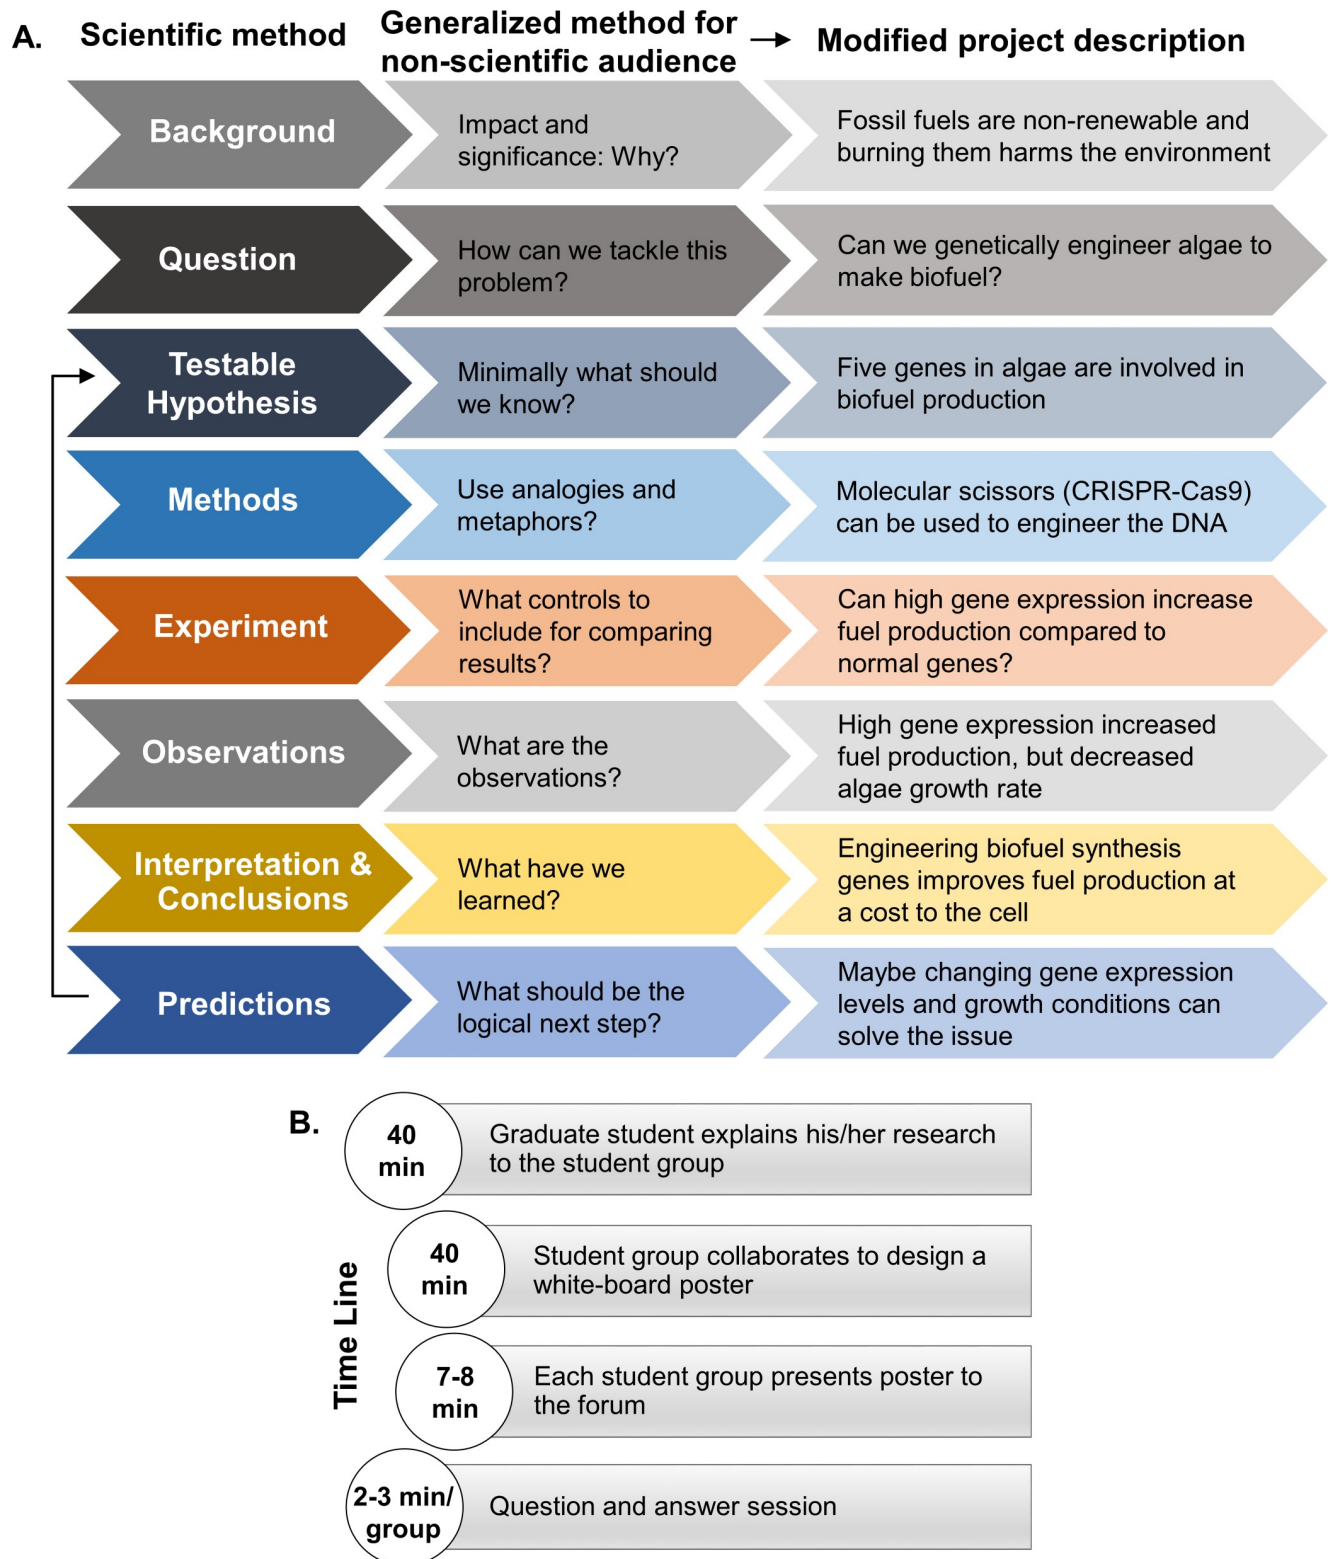 A.
Scientific method
Generalized method for
non-scientific audience
Modified project description
Background
Impact and
significance: Why?
Fossil fuels are non-renewable and
burning them harms the environment
Question
How can we tackle this
problem?
Can we genetically engineer algae to
make biofuel?
Testable
Hypothesis
Minimally what should
we know?
Five genes in algae are involved in
biofuel production
Methods
Use analogies and
metaphors?
Molecular scissors (CRISPR-Cas9)
can be used to engineer the DNA
Experiment
What controls to
include for comparing
results?
Can high gene expression increase
fuel production compared to
normal genes?
Observations
What are the
observations?
High gene expression increased
fuel production, but decreased
algae growth rate
Interpretation &
Conclusions
What have we
learned?
Engineering biofuel synthesis
genes improves fuel production at
a cost to the cell
Predictions
What should be the
logical next step?
Maybe changing gene expression
levels and growth conditions can
solve the issue
B.
Time Line
40
min
Graduate student explains his/her research
to the student group
40
min
Student group collaborates to design a
white-board poster
7-8
min
Each student group presents poster to
the forum
2-3 min/
group
Question and answer session